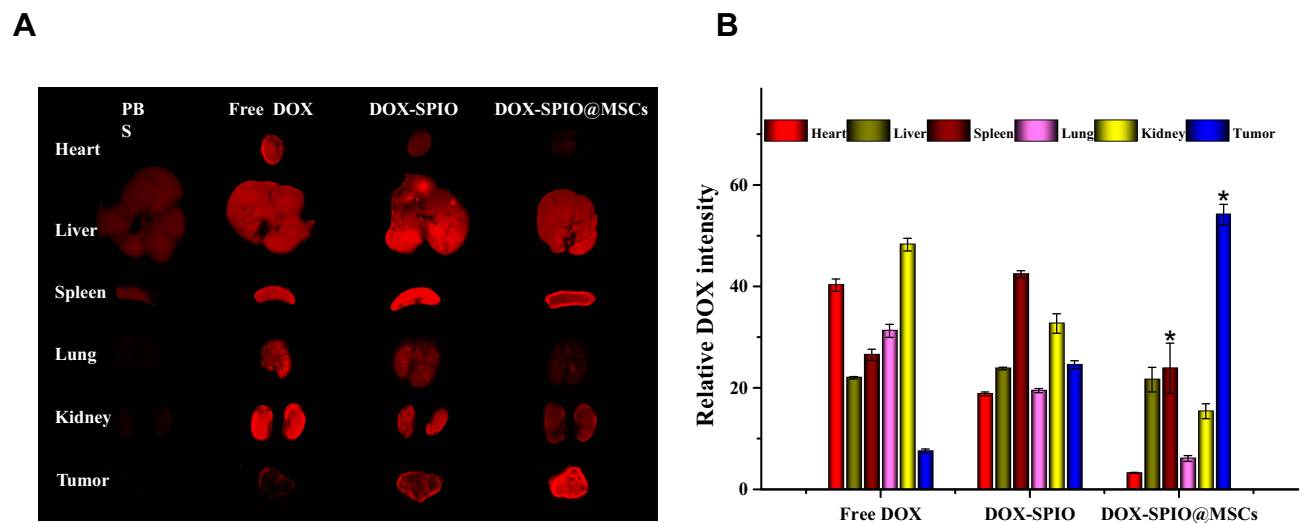 A
B
PB
S
Free DOX
DOX-SPIO
DOX-SPIO@MSCs
Heart
Liver
Spleen
Lung
Kidney
Tumor
Heart
Liver
Spleen
Lung
Kidney
Tumor
Relative DOX intensity
60
40
20
0
*
*
Free DOX
DOX-SPIO
DOX-SPIO@MSCs